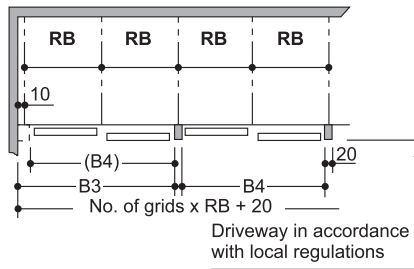 RB RB RB RB
10
(B4) 20
B3 B4
No. of grids x RB + 20
Driveway in accordance
with local regulations